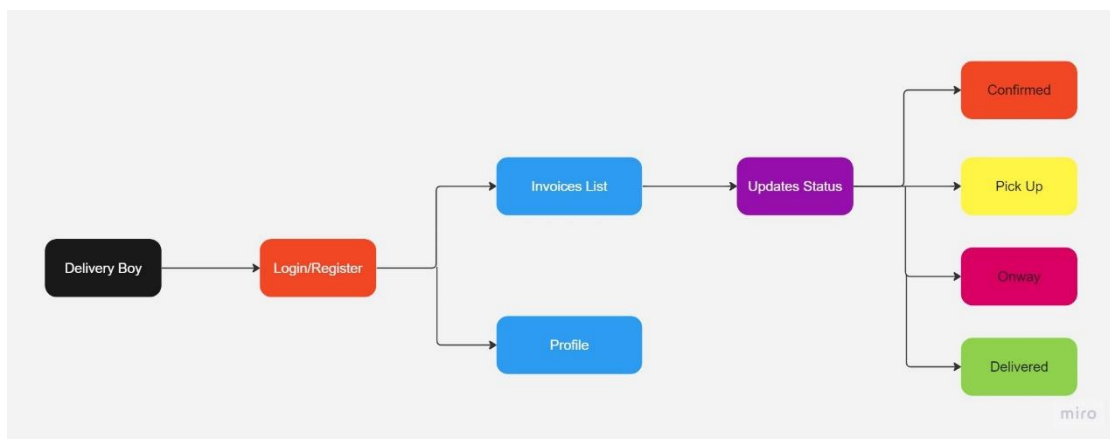 Delivery Boy
Login/Register
Invoices List
Profile
Updates Status
Confirmed
Pick Up
Onway
Delivered
miro